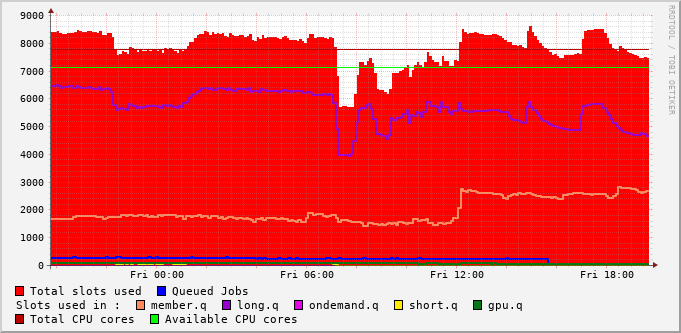 9000
8000
7000
6000
5000
4000
3000
2000
1000
0
Fri 00:00 Fri 06:00 Fri 12:00 Fri 18:00
RRDTOOL / TOBI OETIKER
Total slots used Queued Jobs
Slots used in : member.q long.q ondemand.q short.q gpu.q
Total CPU cores Available CPU cores